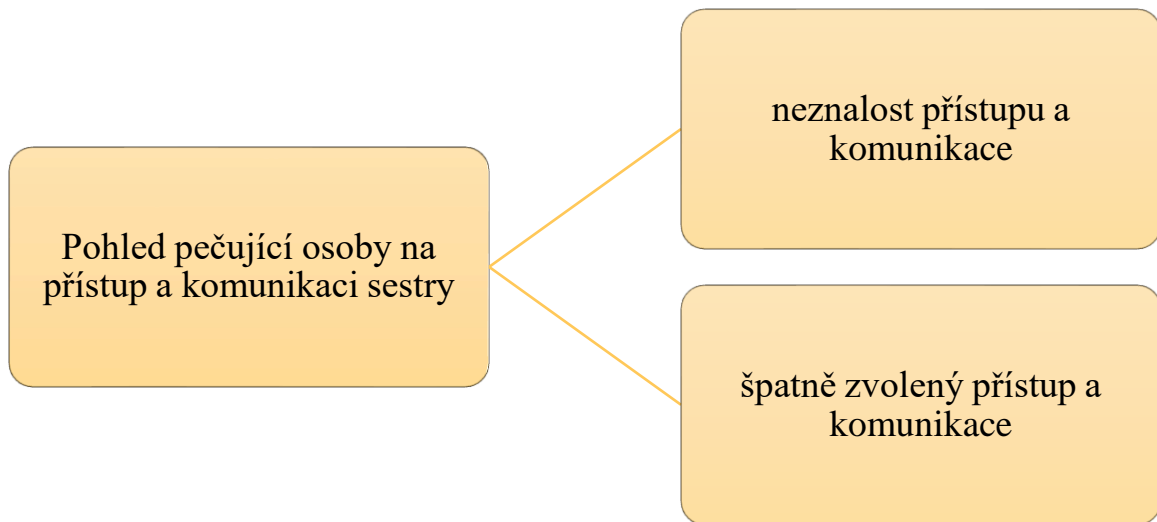 Pohled pečující osoby na
přístup a komunikaci sestry
neznalost přístupu a
komunikace
špatně zvolený přístup a
komunikace